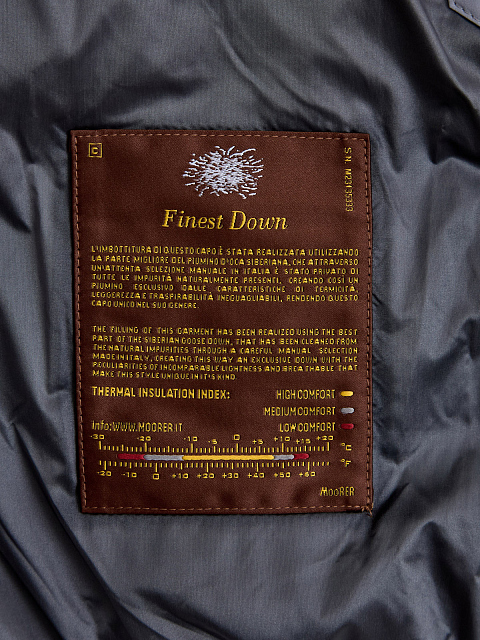 C
S.N. M21F35333
Finest Down
L'IMBOTTITURA DI QUESTO CAPO È STATA REALIZZATA UTILIZZANDO
LA PARTE MIGLIORE DEL PIUMINO D'OCA SIBERIANA, CHE ATTRAVERSO
UN'ATTENTA SELEZIONE MANUALE IN ITALIA È STATO PRIVATO DI
TUTTE LE IMPURITÀ NATURALMENTE PRESENTI, CREANDO COSÌ UN
PIUMINO ESCLUSIVO DALLE CARATTERISTICHE DI TERMICITÀ,
LEGGEREZZA E TRASPIRABILITÀ INEGUAGLIABILI, RENDENDO QUESTO
CAPO UNICO NEL SUO GENERE.
THE FILLING OF THIS GARMENT HAS BEEN REALIZED USING THE BEST
PART OF THE SIBERIAN GOOSE DOWN, THAT HAS BEEN CLEANED FROM
THE NATURAL IMPURITIES THROUGH A CAREFUL MANUAL SELECTION
MADE IN ITALY, CREATING THIS WAY AN EXCLUSIVE DOWN WITH THE
PECULIARITIES OF INCOMPARABLE LIGHTNESS AND BREATHABLE THAT
MAKE THIS STYLE UNIQUE IN IT'S KIND.
THERMAL INSULATION INDEX: HIGH COMFORT
MEDIUM COMFORT
info: WWW.MOORER.IT LOW COMFORT
-30 -20 -10 -5 0 +5 +10 +15 +20
°C
°F
-20 -10 0 +10 +20 +30 +40 +50 +60
MOORER